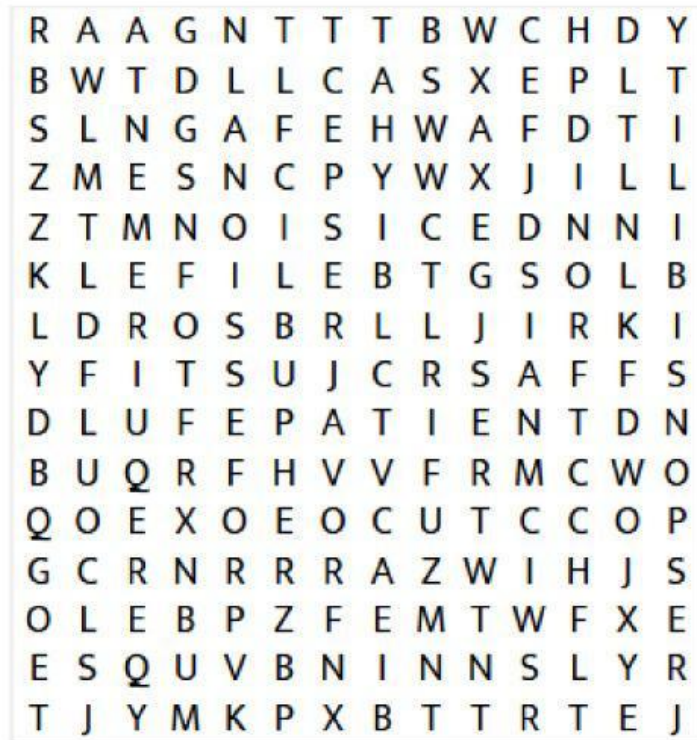 R A A G N T T T B W C H D Y
B W T D L L C A S X E P L T
S L N G A F E H W A F D T I
Z M E S N C P Y W X J I L L
Z T M N O I S I C E D N N I
K L E F I L E B T G S O L B
L D R O S B R L L J I R K I
Y F I T S U J C R S A F F S
D L U F E P A T I E N T D N
B U Q R F H V V F R M C W O
Q O E X O E O C U T C C O P
G C R N R R R A Z W I H J S
O L E B P Z F E M T W F X E
E S Q U V B N I N N S L Y R
T J Y M K P X B T T R T E J